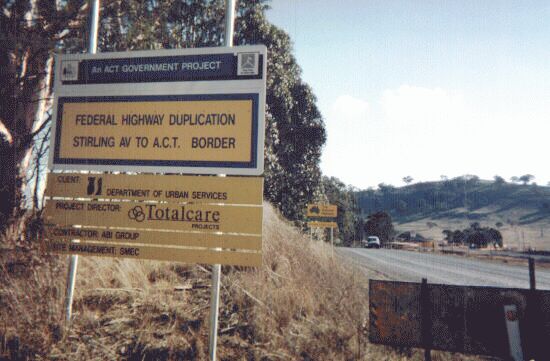 An ACT GOVERNMENT PROJECT
FEDERAL HIGHWAY DUPLICATION
STIRLING AV TO A.C.T. BORDER
CLIENT: DEPARTMENT OF URBAN SERVICES
PROJECT DIRECTOR: Totalcare
PROJECTS
CONTRACTOR: ABI GROUP
SITE MANAGEMENT: SMEC